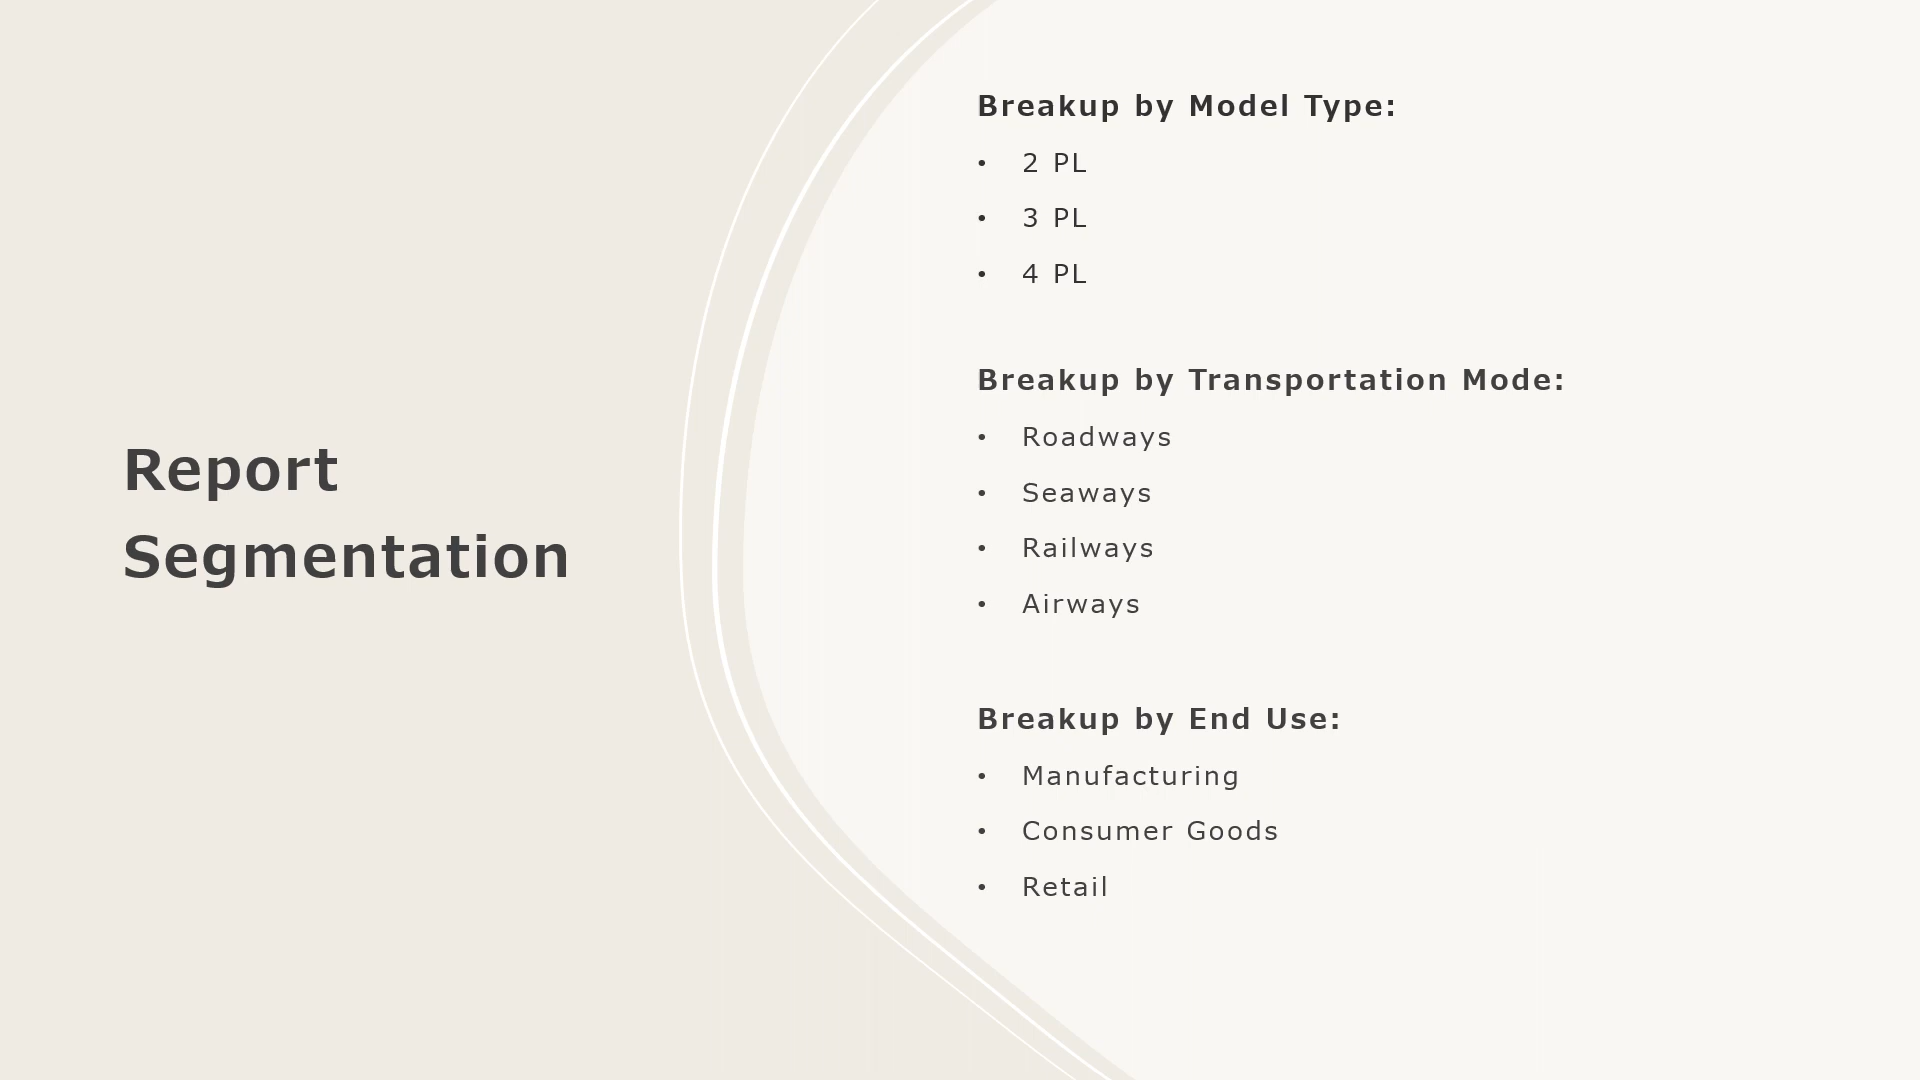 Report
Segmentation
Breakup by Model Type:
• 2 PL
• 3 PL
• 4 PL
Breakup by Transportation Mode:
• Roadways
• Seaways
• Railways
• Airways
Breakup by End Use:
• Manufacturing
• Consumer Goods
• Retail